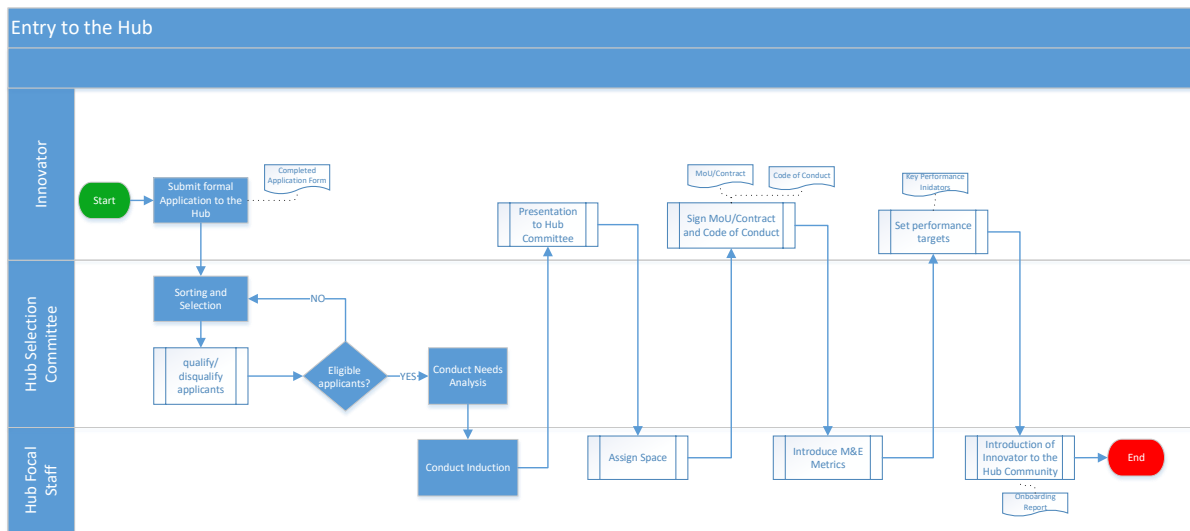 Entry to the Hub
Innovator
Start
Submit formal
Application to the
Hub
Completed
Application Form
Presentation
to Hub
Committee
MoU/Contract
Code of Conduct
Sign MoU/Contract
and Code of Conduct
Key Performance
Inidators
Set performance
targets
Hub Selection
Committee
Sorting and
Selection
NO
qualify/
disqualify
applicants
Eligible
applicants?
YES
Conduct Needs
Analysis
Hub Focal
Staff
Conduct Induction
Assign Space
Introduce M&E
Metrics
Introduction of
Innovator to the
Hub Community
End
Onboarding
Report